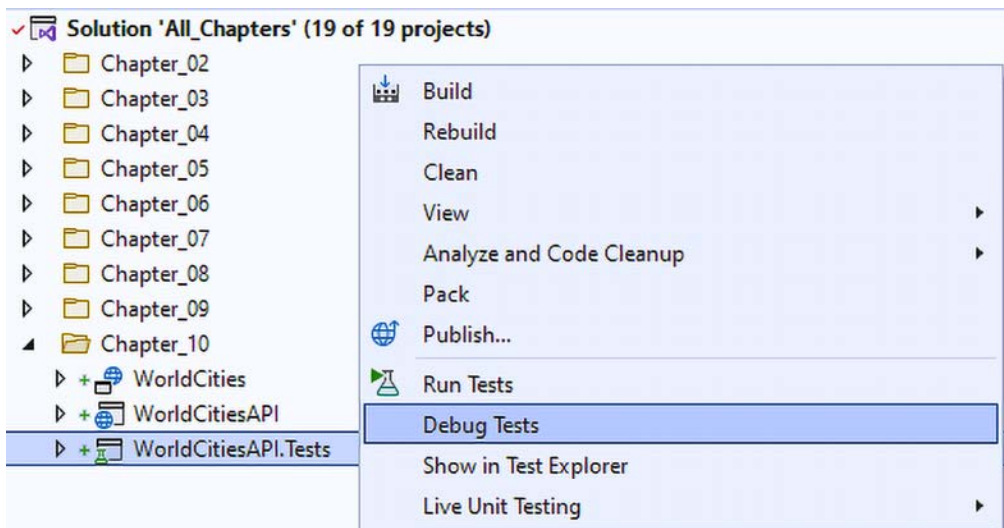 Solution 'All_Chapters' (19 of 19 projects)
Chapter_02
Chapter_03
Chapter_04
Chapter_05
Chapter_06
Chapter_07
Chapter_08
Chapter_09
Chapter_10
WorldCities
WorldCitiesAPI
WorldCitiesAPI.Tests
Build
Rebuild
Clean
View
Analyze and Code Cleanup
Pack
Publish...
Run Tests
Debug Tests
Show in Test Explorer
Live Unit Testing